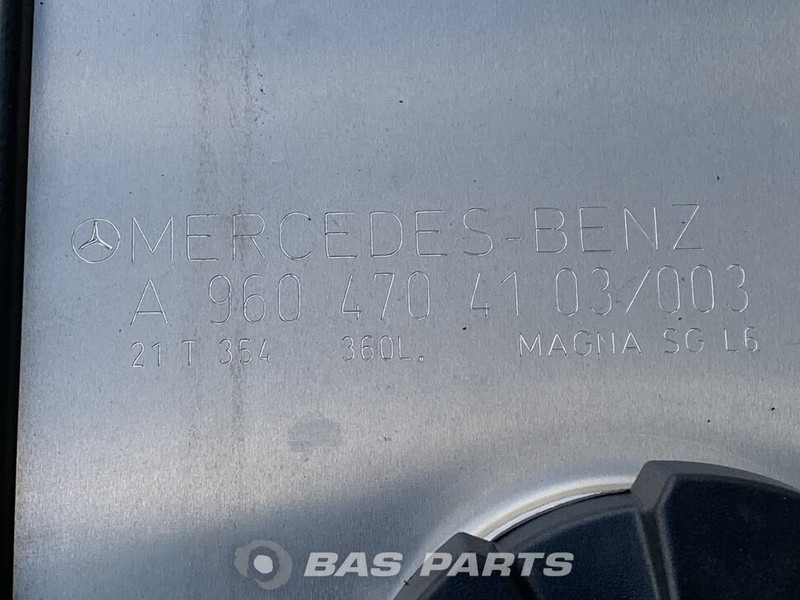 MERCEDES-BENZ
A 960 470 41 03/003
21 T 354 360L. MAGNA SG L6
BAS PARTS